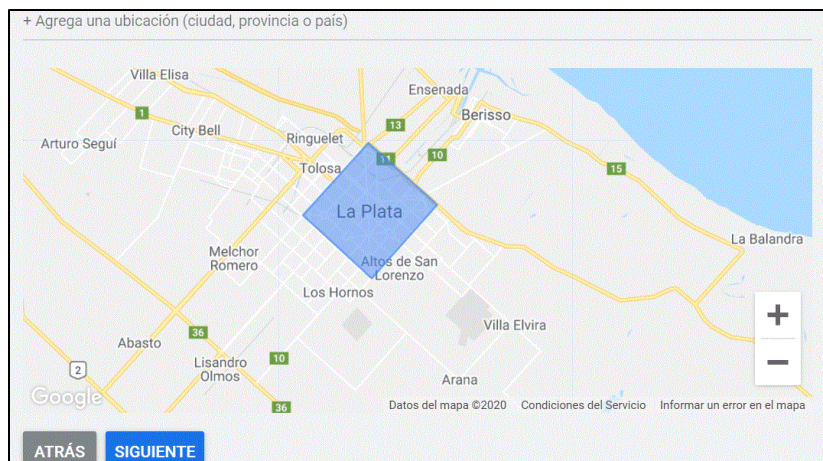 + Agrega una ubicación (ciudad, provincia o país)
Villa Elisa
Ensenada
1
13
Berisso
City Bell
Ringuelet
Arturo Seguí
11
10
Tolosa
15
La Plata
La Balandra
Melchor
Romero
Altos de San
Lorenzo
Los Hornos
+
Villa Elvira
36
Abasto
−
Lisandro
Olmos
10
2
Arana
Google
36
Datos del mapa ©2020 Condiciones del Servicio Informar un error en el mapa
ATRÁS SIGUIENTE